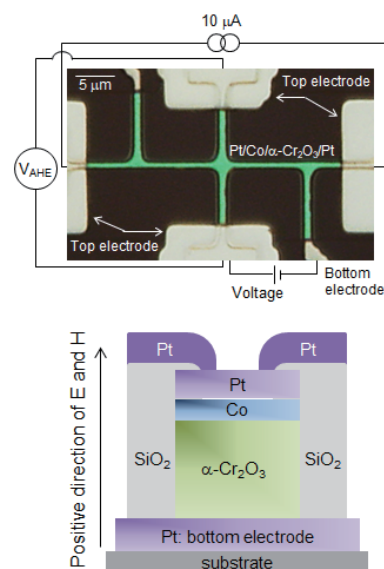 10 μA
5 μm
Top electrode
Pt/Co/α-Cr₂O₃/Pt
V_AHE
Top electrode
Voltage
Bottom
electrode
Positive direction of E and H
Pt
Pt
Pt
Co
SiO₂
α-Cr₂O₃
SiO₂
Pt: bottom electrode
substrate